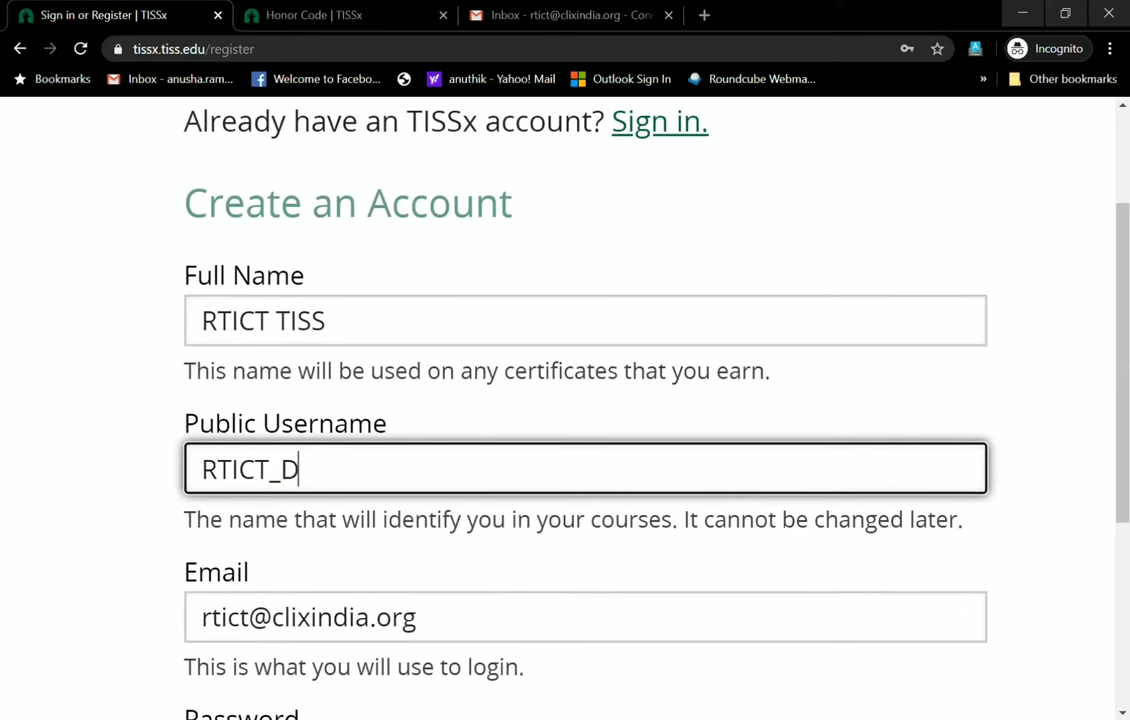 Sign in or Register | TISSx
Honor Code | TISSx
Inbox - rtict@clixindia.org - Con
tissx.tiss.edu/register
Incognito
Bookmarks
Inbox - anusha.ram...
Welcome to Facebo...
anuthik - Yahoo! Mail
Outlook Sign In
Roundcube Webma...
»
Other bookmarks
Already have an TISSx account? Sign in.
Create an Account
Full Name
RTICT TISS
This name will be used on any certificates that you earn.
Public Username
RTICT_D
The name that will identify you in your courses. It cannot be changed later.
Email
rtict@clixindia.org
This is what you will use to login.
Password